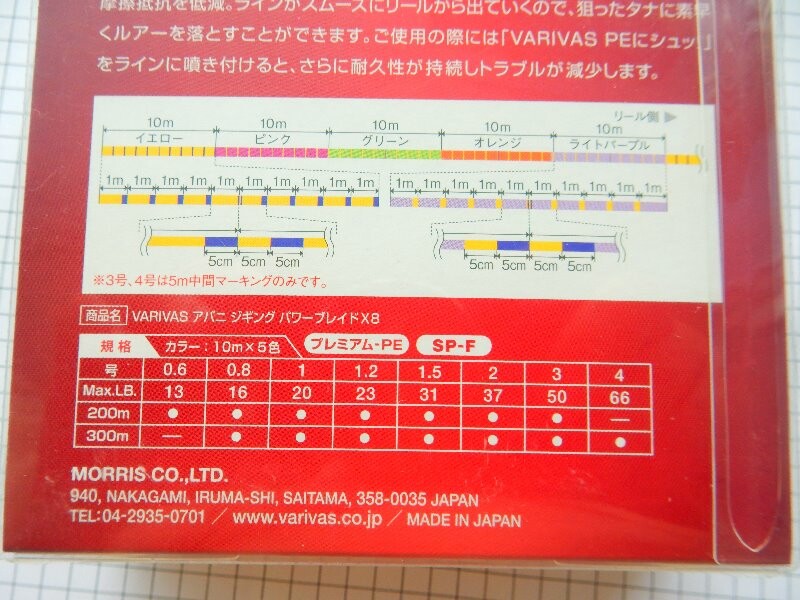 摩擦抵抗を低減。ラインがスムーズにリールから出ていくので、狙ったタナに素早
くルアーを落とすことができます。ご使用の際には「VARIVAS PEにシュッ!」
をラインに噴き付けると、さらに耐久性が持続しトラブルが減少します。
リール側 ▶
10m 10m 10m 10m 10m
イエロー ピンク グリーン オレンジ ライトパープル
1m 1m 1m 1m 1m 1m 1m 1m 1m 1m 1m 1m 1m 1m 1m 1m 1m 1m 1m 1m
5cm 5cm 5cm 5cm 5cm 5cm 5cm 5cm
※3号、4号は5m中間マーキングのみです。
商品名 VARIVAS アバニ ジギング パワーブレイドX8
規格 カラー:10m×5色 プレミアム-PE SP-F
号 0.6 0.8 1 1.2 1.5 2 3 4
Max.LB. 13 16 20 23 31 37 50 66
200m ● ● ● ● ● ● ● —
300m — ● ● ● ● ● ● ●
MORRIS CO.,LTD.
940, NAKAGAMI, IRUMA-SHI, SAITAMA, 358-0035 JAPAN
TEL:04-2935-0701 / www.varivas.co.jp / MADE IN JAPAN